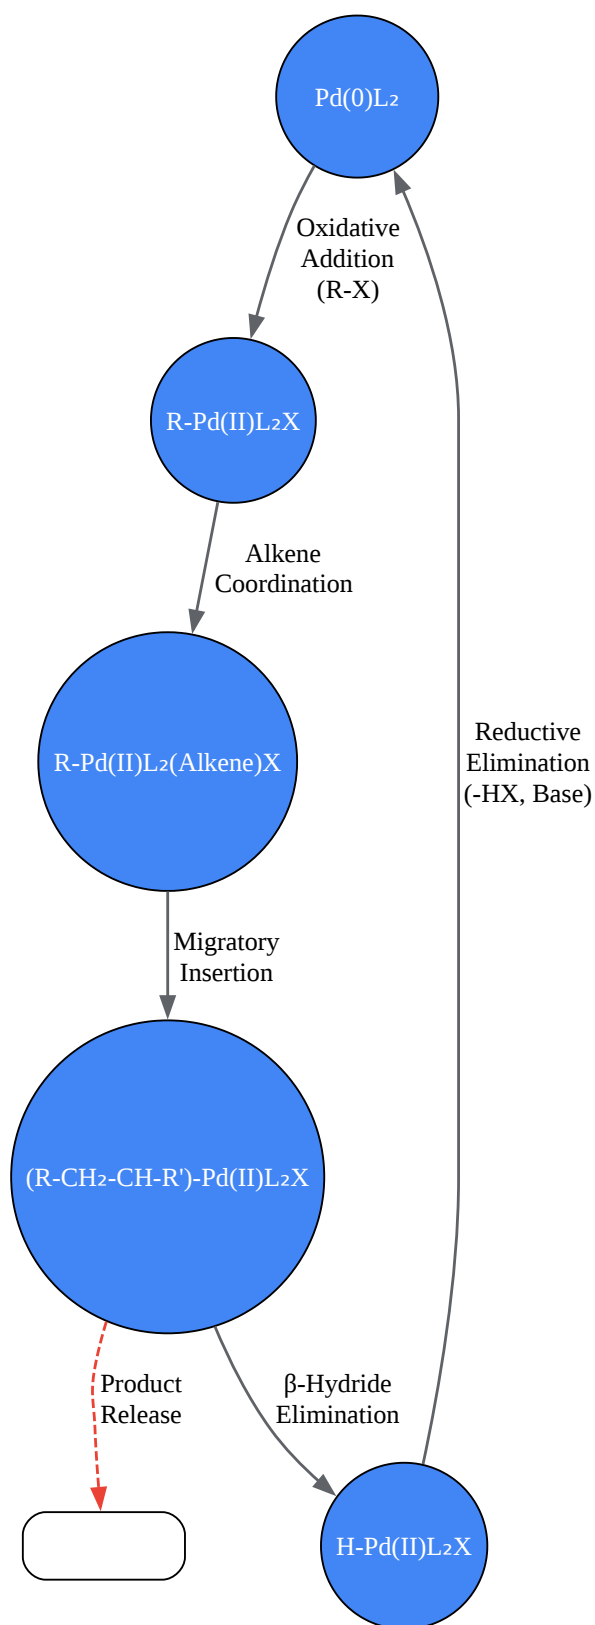 Pd(0)L₂
Oxidative
Addition
(R-X)
R-Pd(II)L₂X
Alkene
Coordination
R-Pd(II)L₂(Alkene)X
Reductive
Elimination
(-HX, Base)
Migratory
Insertion
(R-CH₂-CH-R')-Pd(II)L₂X
Product
Release
β-Hydride
Elimination
H-Pd(II)L₂X